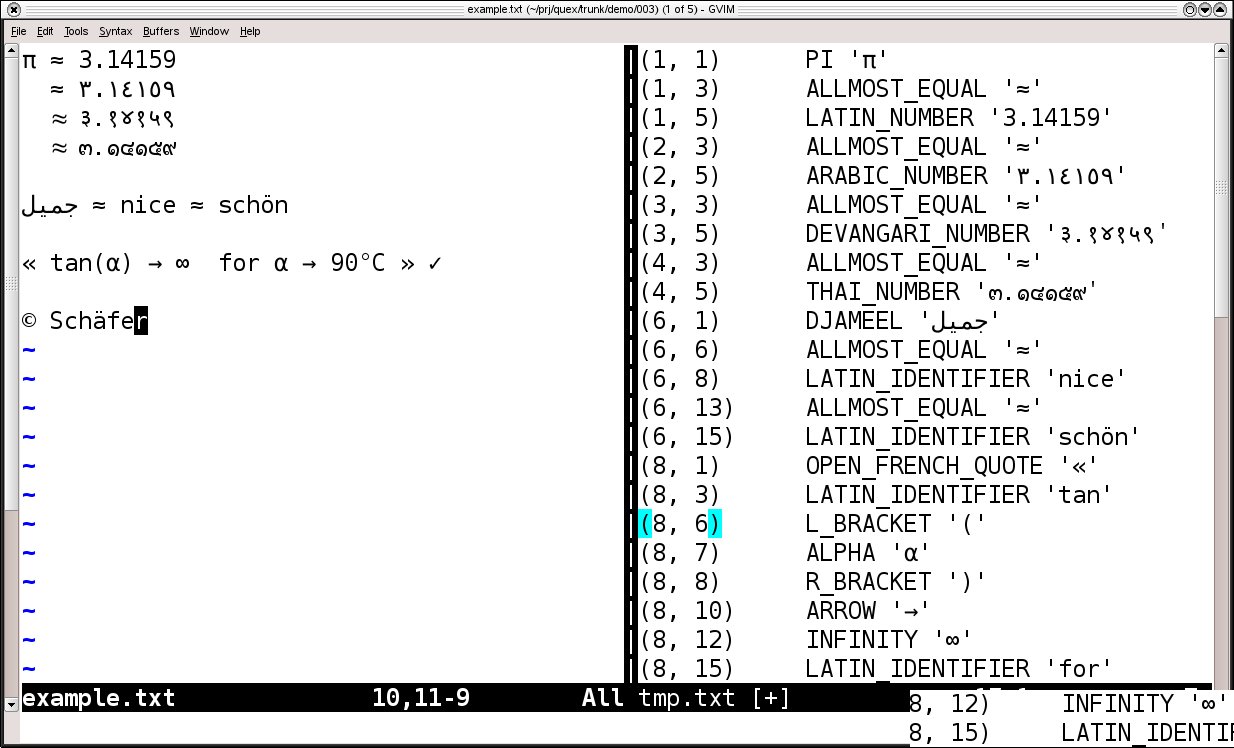 example.txt (~/prj/quex/trunk/demo/003) (1 of 5) - GVIM
File Edit Tools Syntax Buffers Window Help
π ≈ 3.14159
≈ ٣.١٤١٥٩
≈ ३.१४१५९
≈ ๓.๑๔๑๕๙
جميل ≈ nice ≈ schön
« tan(α) → ∞  for α → 90°C » ✓
© Schäfer
~
~
~
~
~
~
~
~
~
~
~
~
example.txt 10,11-9 All
(1, 1) PI 'π'
(1, 3) ALLMOST_EQUAL '≈'
(1, 5) LATIN_NUMBER '3.14159'
(2, 3) ALLMOST_EQUAL '≈'
(2, 5) ARABIC_NUMBER '٣.١٤١٥٩'
(3, 3) ALLMOST_EQUAL '≈'
(3, 5) DEVANGARI_NUMBER '३.१४१५९'
(4, 3) ALLMOST_EQUAL '≈'
(4, 5) THAI_NUMBER '๓.๑๔๑๕๙'
(6, 1) DJAMEEL 'جميل'
(6, 6) ALLMOST_EQUAL '≈'
(6, 8) LATIN_IDENTIFIER 'nice'
(6, 13) ALLMOST_EQUAL '≈'
(6, 15) LATIN_IDENTIFIER 'schön'
(8, 1) OPEN_FRENCH_QUOTE '«'
(8, 3) LATIN_IDENTIFIER 'tan'
(8, 6) L_BRACKET '('
(8, 7) ALPHA 'α'
(8, 8) R_BRACKET ')'
(8, 10) ARROW '→'
(8, 12) INFINITY '∞'
(8, 15) LATIN_IDENTIFIER 'for'
tmp.txt [+]
8, 12) INFINITY '∞'
8, 15) LATIN_IDENTIF